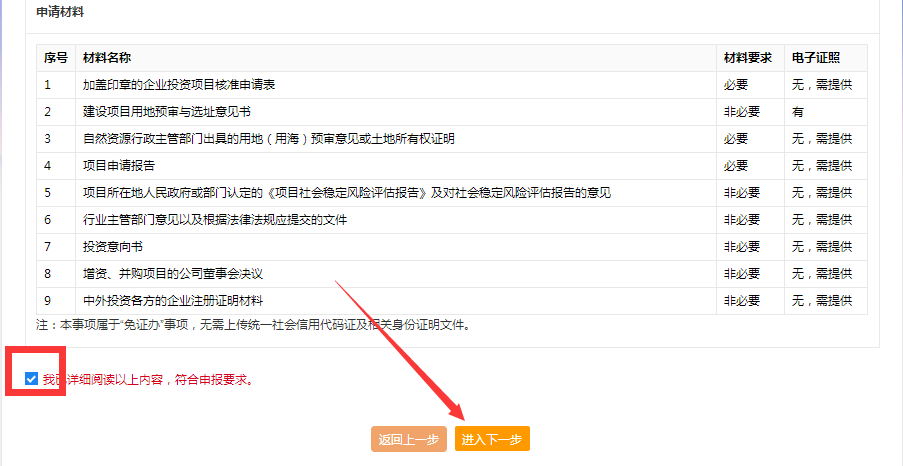 申请材料
序号 材料名称 材料要求 电子证照
1 加盖印章的企业投资项目核准申请表 必要 无，需提供
2 建设项目用地预审与选址意见书 非必要 有
3 自然资源行政主管部门出具的用地（用海）预审意见或土地所有权证明 必要 无，需提供
4 项目申请报告 必要 无，需提供
5 项目所在地人民政府或部门认定的《项目社会稳定风险评估报告》及对社会稳定风险评估报告的意见 非必要 无，需提供
6 行业主管部门意见以及根据法律法规应提交的文件 非必要 无，需提供
7 投资意向书 非必要 无，需提供
8 增资、并购项目的公司董事会决议 非必要 无，需提供
9 中外投资各方的企业注册证明材料 非必要 无，需提供
注：本事项属于“免证办”事项，无需上传统一社会信用代码证及相关身份证明文件。
我已详细阅读以上内容，符合申报要求。
返回上一步 进入下一步